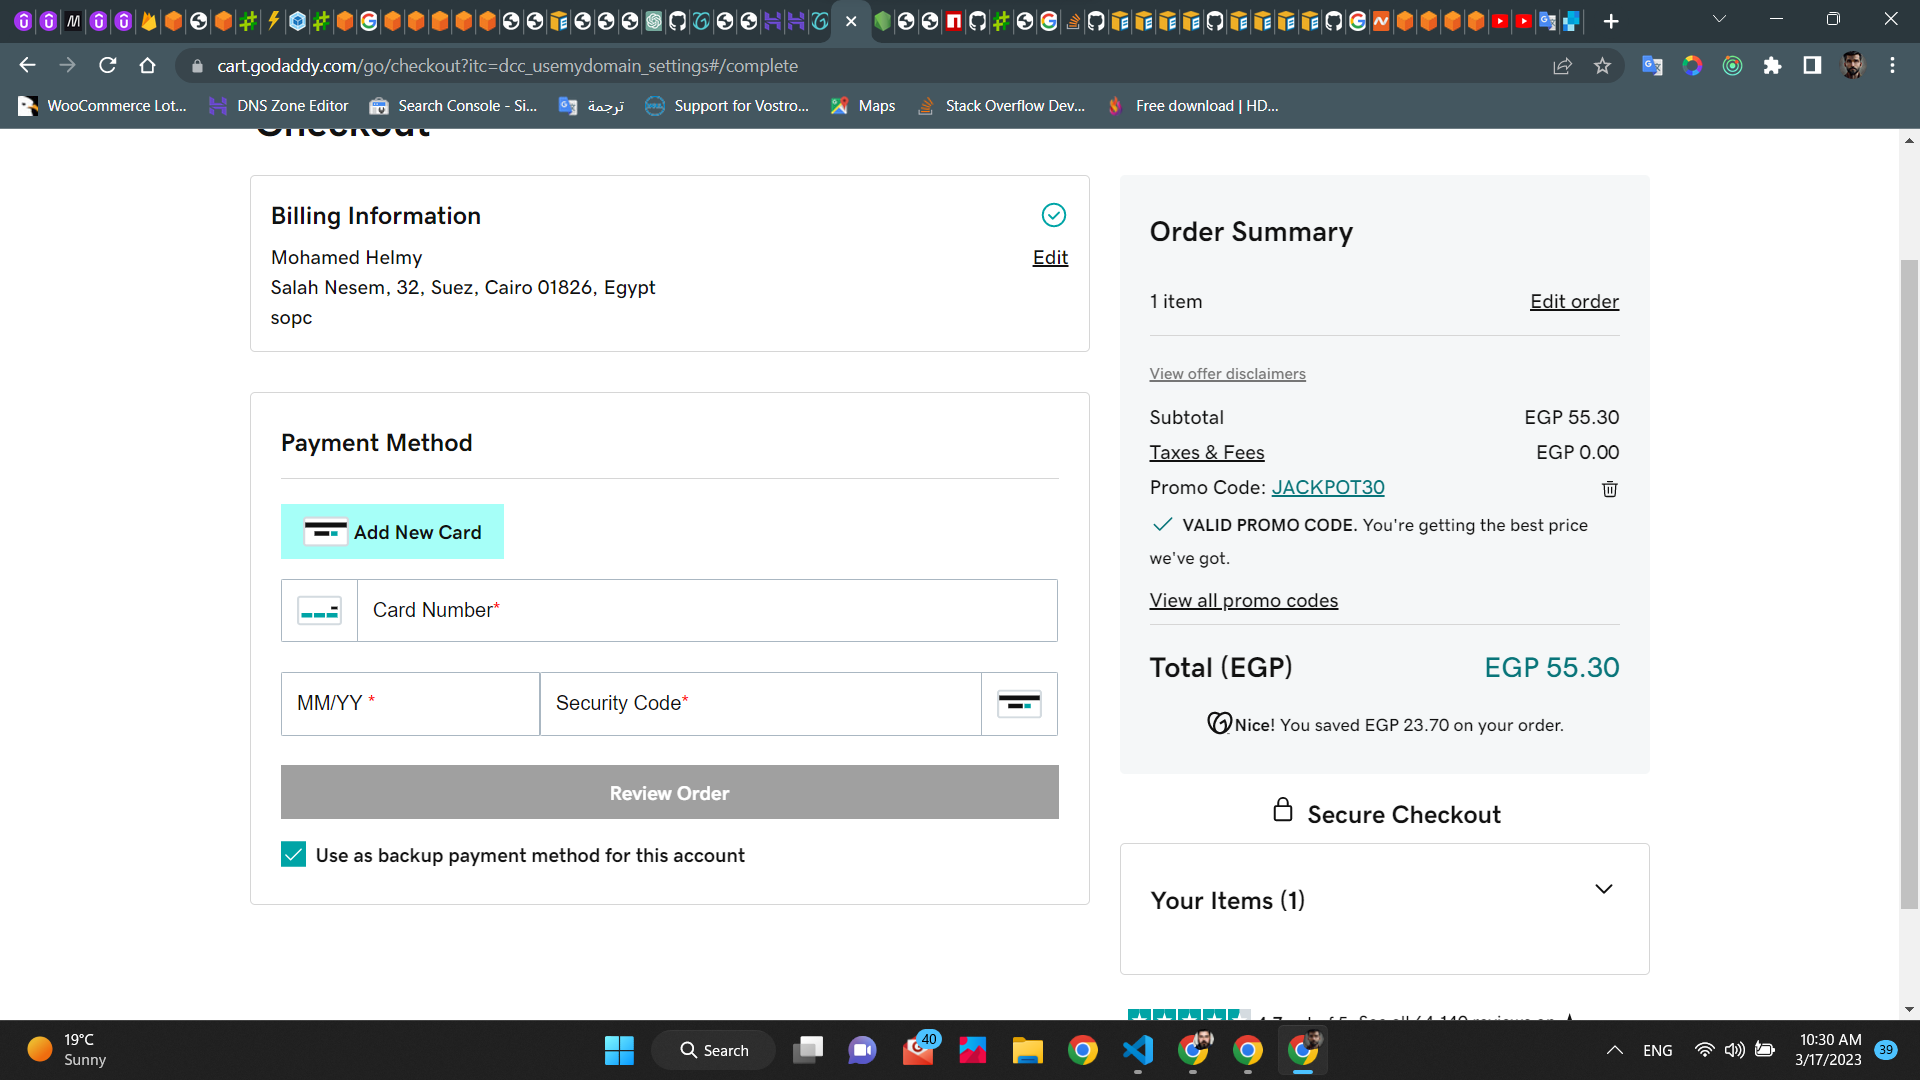 cart.godaddy.com/go/checkout?itc=dcc_usemydomain_settings#/complete
WooCommerce Lot...
DNS Zone Editor
Search Console - Si...
ترجمة
Support for Vostro...
Maps
Stack Overflow Dev...
Free download | HD...
Checkout
Billing Information
Mohamed Helmy
Edit
Salah Nesem, 32, Suez, Cairo 01826, Egypt
sopc
Payment Method
Add New Card
Card Number*
MM/YY *
Security Code*
Review Order
Use as backup payment method for this account
Order Summary
1 item
Edit order
View offer disclaimers
Subtotal EGP 55.30
Taxes & Fees EGP 0.00
Promo Code: JACKPOT30
VALID PROMO CODE. You're getting the best price
we've got.
View all promo codes
Total (EGP) EGP 55.30
Nice! You saved EGP 23.70 on your order.
Secure Checkout
Your Items (1)
19°C
Sunny
Search
40
ENG
10:30 AM
3/17/2023
39